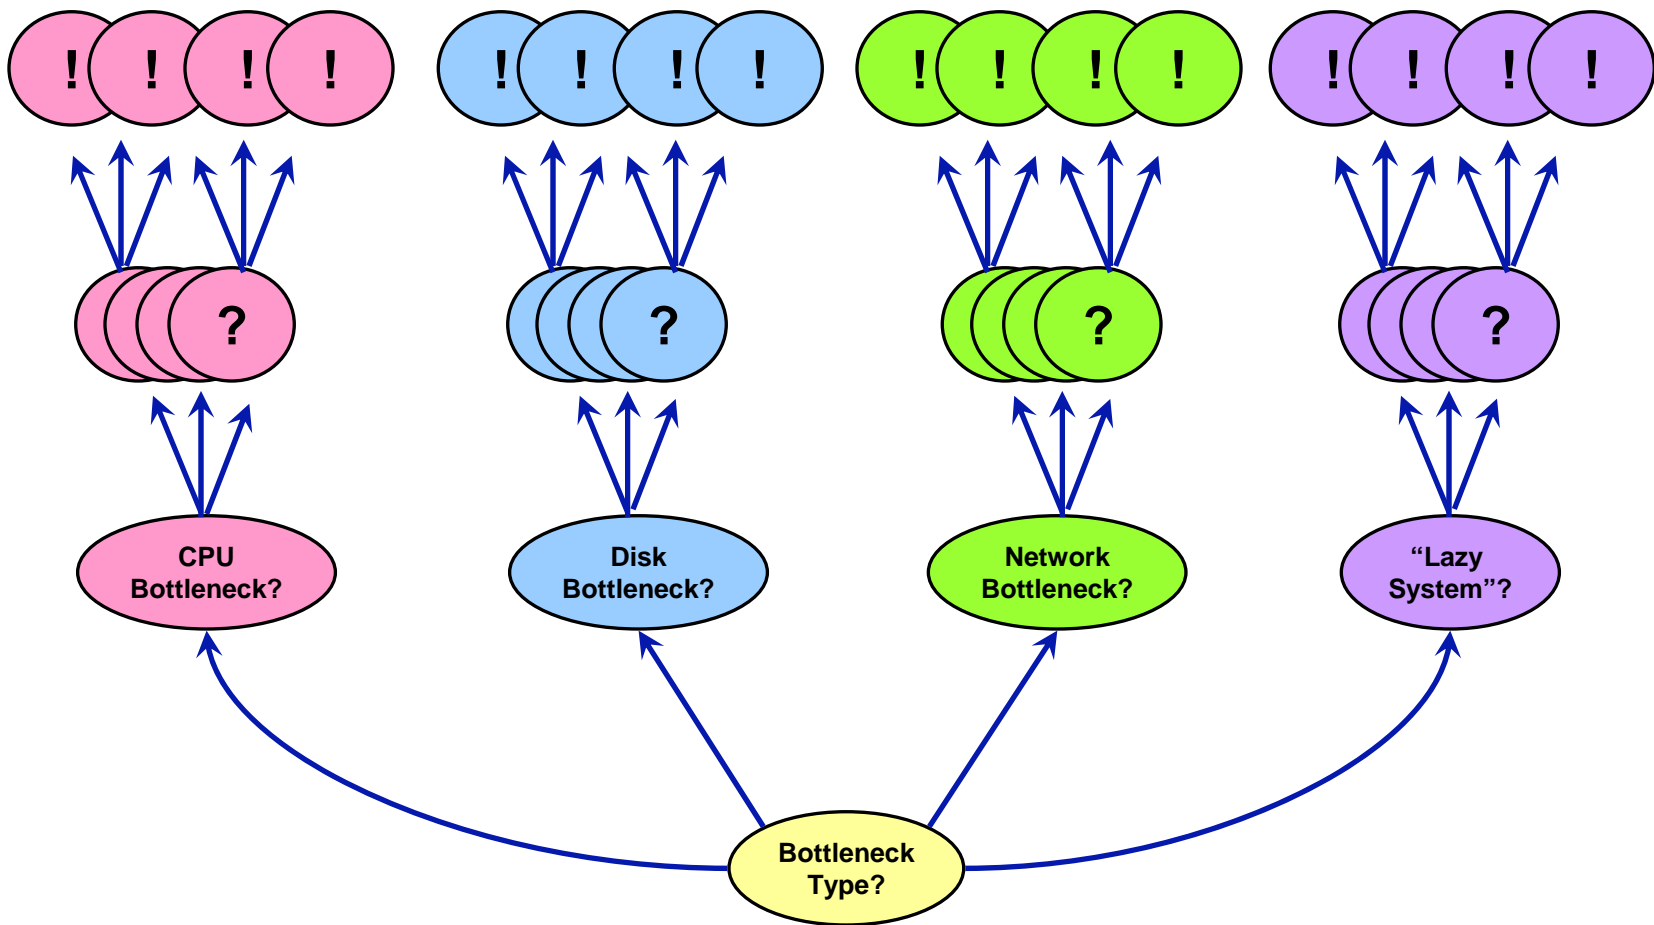 ! ! ! ! ! ! ! ! ! ! ! ! ! ! ! !
? ? ? ?
CPU
Bottleneck?
Disk
Bottleneck?
Network
Bottleneck?
“Lazy
System”?
Bottleneck
Type?